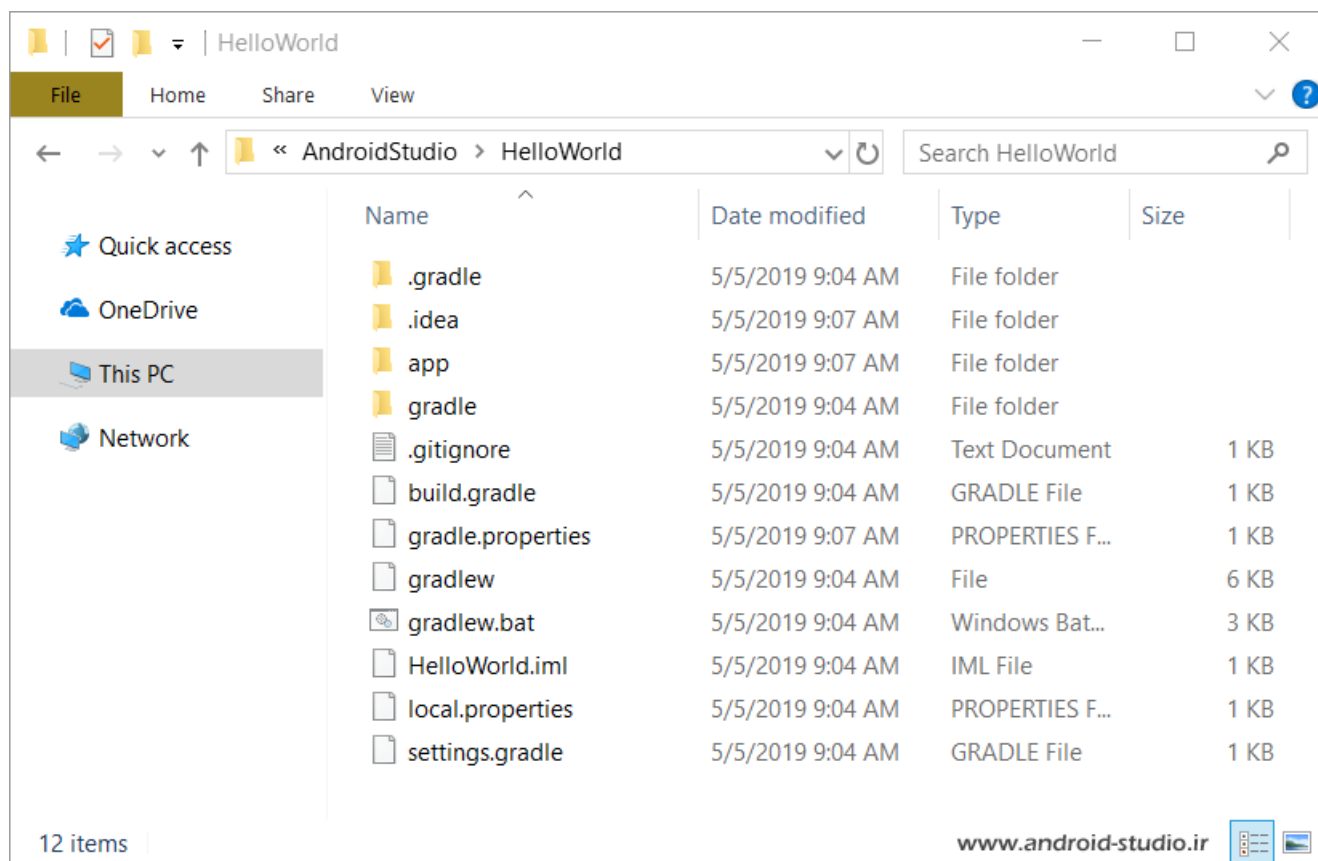 HelloWorld
File Home Share View
« AndroidStudio > HelloWorld Search HelloWorld
Name Date modified Type Size
Quick access
OneDrive
This PC
Network
.gradle 5/5/2019 9:04 AM File folder
.idea 5/5/2019 9:07 AM File folder
app 5/5/2019 9:07 AM File folder
gradle 5/5/2019 9:04 AM File folder
.gitignore 5/5/2019 9:04 AM Text Document 1 KB
build.gradle 5/5/2019 9:04 AM GRADLE File 1 KB
gradle.properties 5/5/2019 9:07 AM PROPERTIES F... 1 KB
gradlew 5/5/2019 9:04 AM File 6 KB
gradlew.bat 5/5/2019 9:04 AM Windows Bat... 3 KB
HelloWorld.iml 5/5/2019 9:04 AM IML File 1 KB
local.properties 5/5/2019 9:04 AM PROPERTIES F... 1 KB
settings.gradle 5/5/2019 9:04 AM GRADLE File 1 KB
12 items www.android-studio.ir